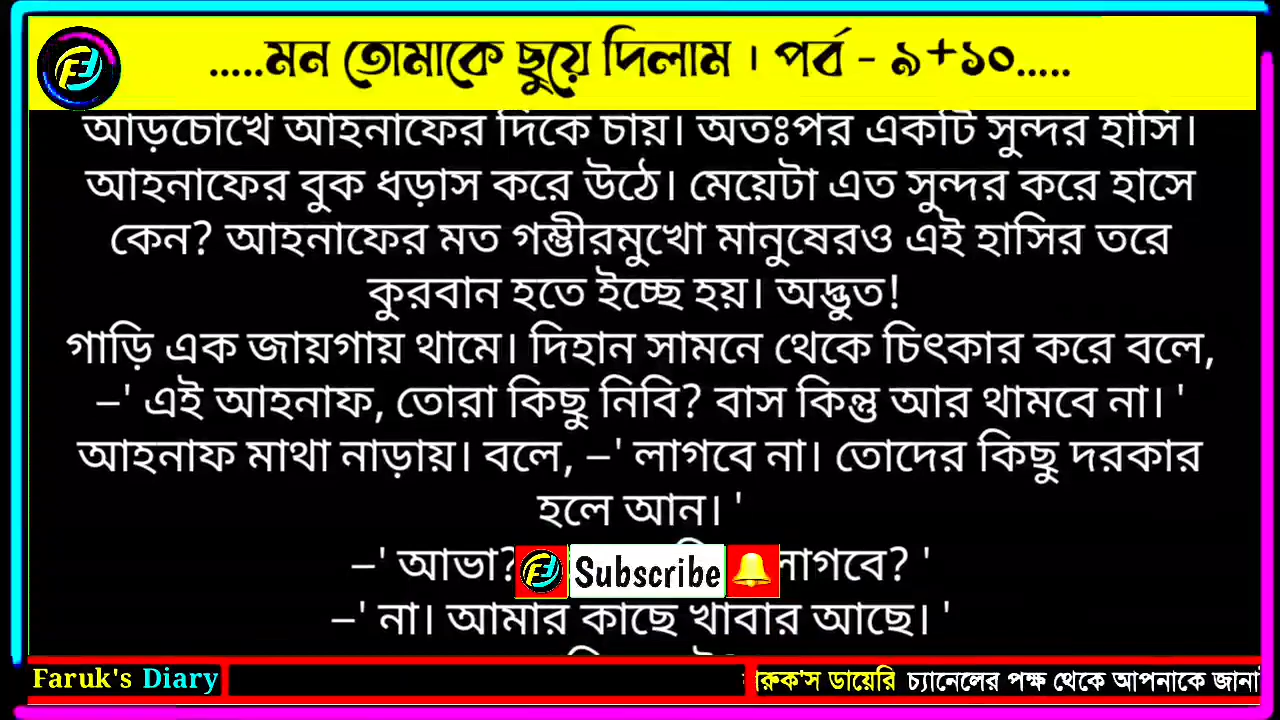 .....মন তোমাকে ছুয়ে দিলাম । পর্ব - ৯+১০.....
আড়চোখে আহনাফের দিকে চায়। অতঃপর একটি সুন্দর হাসি।
আহনাফের বুক ধড়াস করে উঠে। মেয়েটা এত সুন্দর করে হাসে
কেন? আহনাফের মত গম্ভীরমুখো মানুষেরও এই হাসির তরে
কুরবান হতে ইচ্ছে হয়। অদ্ভুত!
গাড়ি এক জায়গায় থামে। দিহান সামনে থেকে চিৎকার করে বলে,
–' এই আহনাফ, তোরা কিছু নিবি? বাস কিন্তু আর থামবে না। '
আহনাফ মাথা নাড়ায়। বলে, –' লাগবে না। তোদের কিছু দরকার
হলে আন। '
–' আভা? লাগবে? '
Subscribe
–' না। আমার কাছে খাবার আছে। '
Faruk's Diary
ডায়েরি চ্যানেলের পক্ষ থেকে আপনাকে